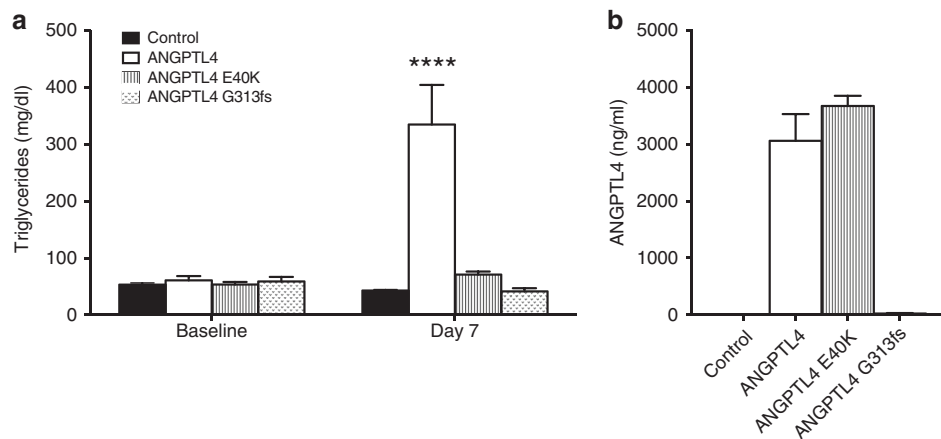 a
500
400
300
200
100
0
Triglycerides (mg/dl)
Control
ANGPTL4
ANGPTL4 E40K
ANGPTL4 G313fs
****
Baseline
Day 7
b
5000
4000
3000
2000
1000
0
ANGPTL4 (ng/ml)
Control
ANGPTL4
ANGPTL4 E40K
ANGPTL4 G313fs